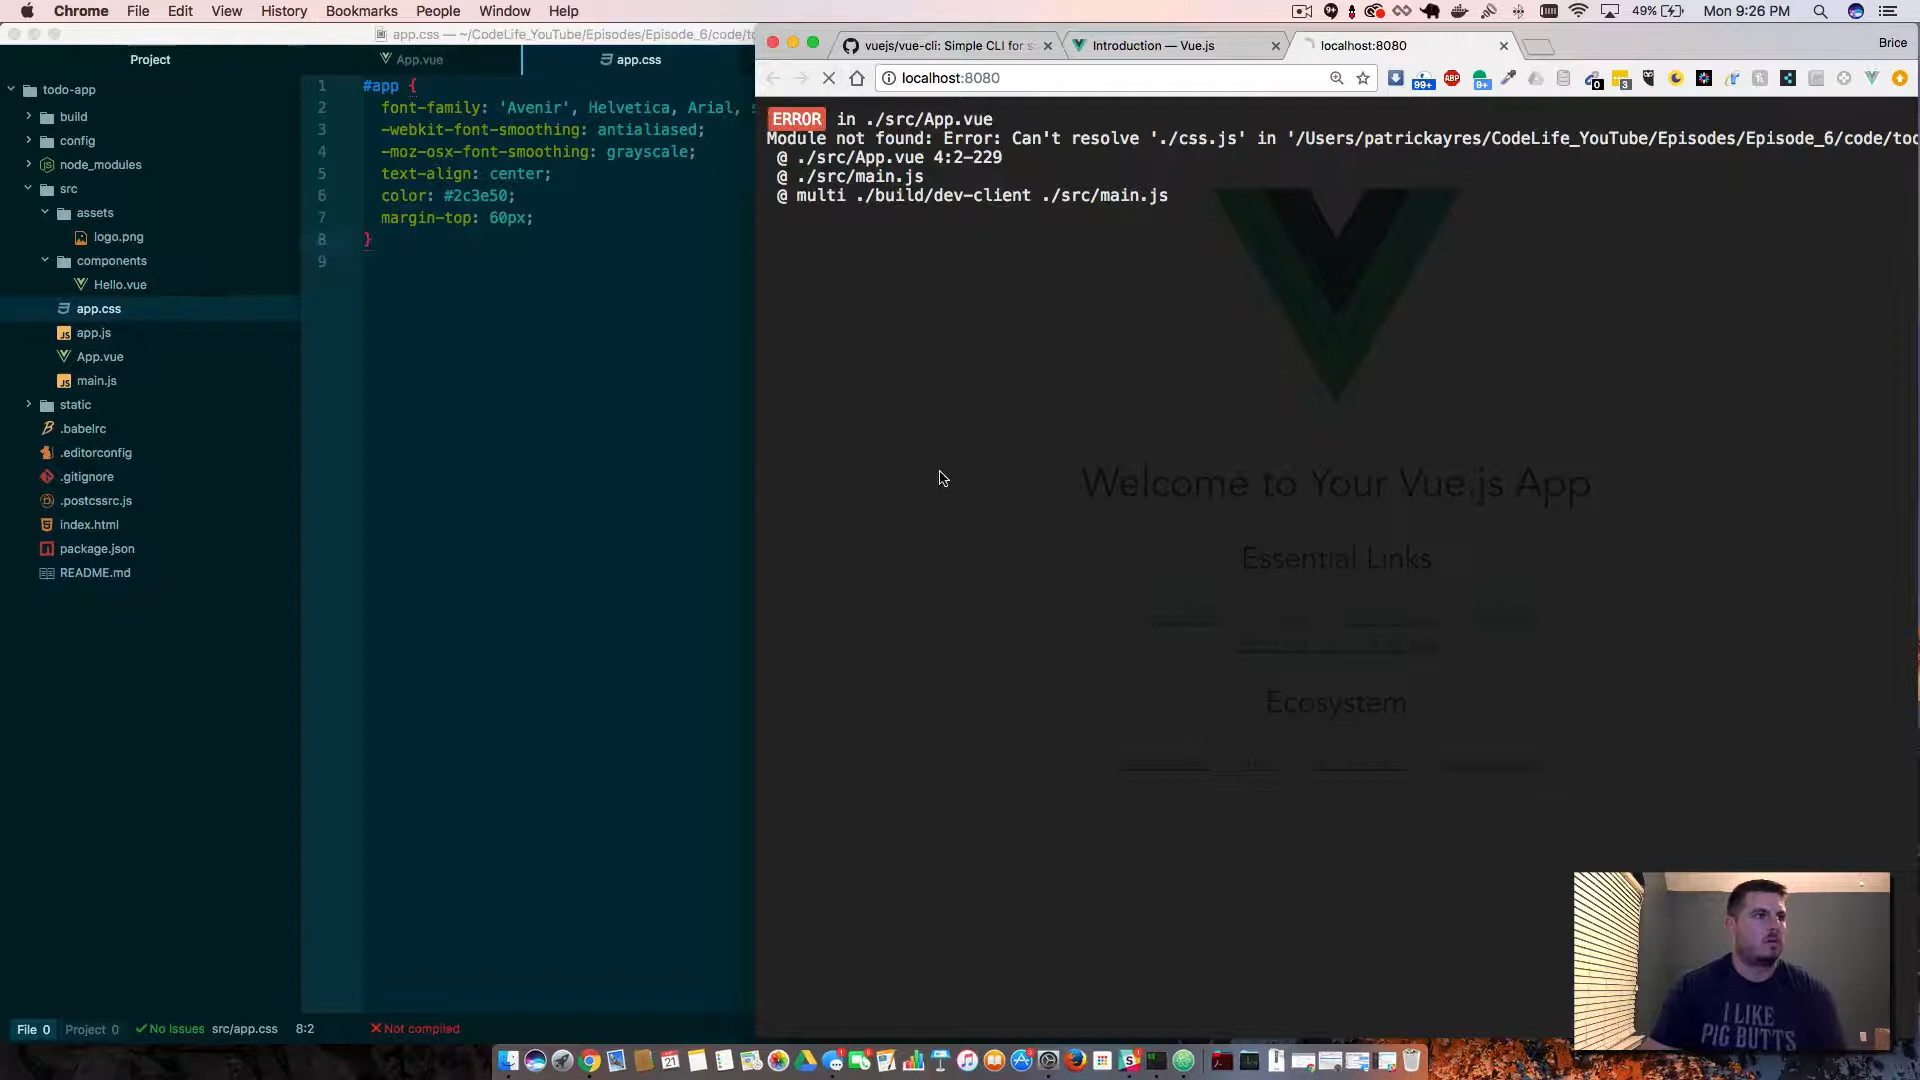 Chrome File Edit View History Bookmarks People Window Help
49% Mon 9:26 PM
app.css — ~/CodeLife_YouTube/Episodes/Episode_6/code/to
vuejs/vue-cli: Simple CLI for s
Introduction — Vue.js
localhost:8080
Brice
Project
App.vue
app.css
localhost:8080
todo-app
build
config
node_modules
src
assets
logo.png
components
Hello.vue
app.css
app.js
App.vue
main.js
static
.babelrc
.editorconfig
.gitignore
.postcssrc.js
index.html
package.json
README.md
1 #app {
2 font-family: 'Avenir', Helvetica, Arial, s
3 -webkit-font-smoothing: antialiased;
4 -moz-osx-font-smoothing: grayscale;
5 text-align: center;
6 color: #2c3e50;
7 margin-top: 60px;
8 }
9
ERROR in ./src/App.vue
Module not found: Error: Can't resolve './css.js' in '/Users/patrickayres/CodeLife_YouTube/Episodes/Episode_6/code/too
@ ./src/App.vue 4:2-229
@ ./src/main.js
@ multi ./build/dev-client ./src/main.js
Welcome to Your Vue.js App
Essential Links
Ecosystem
I LIKE
PIG BUTTS
File 0 Project 0 No Issues src/app.css 8:2 Not compiled